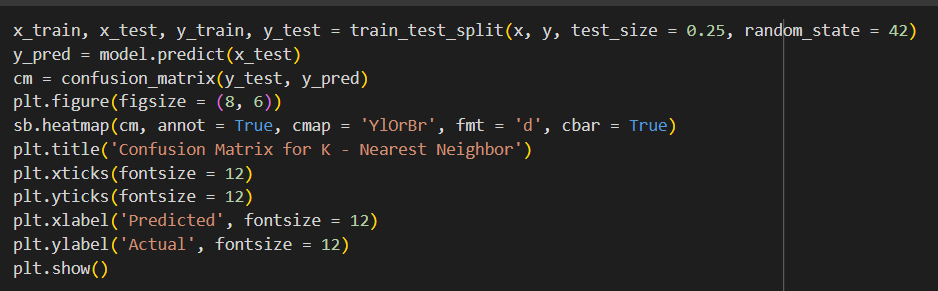 x_train, x_test, y_train, y_test = train_test_split(x, y, test_size = 0.25, random_state = 42)
y_pred = model.predict(x_test)
cm = confusion_matrix(y_test, y_pred)
plt.figure(figsize = (8, 6))
sb.heatmap(cm, annot = True, cmap = 'YlOrBr', fmt = 'd', cbar = True)
plt.title('Confusion Matrix for K - Nearest Neighbor')
plt.xticks(fontsize = 12)
plt.yticks(fontsize = 12)
plt.xlabel('Predicted', fontsize = 12)
plt.ylabel('Actual', fontsize = 12)
plt.show()